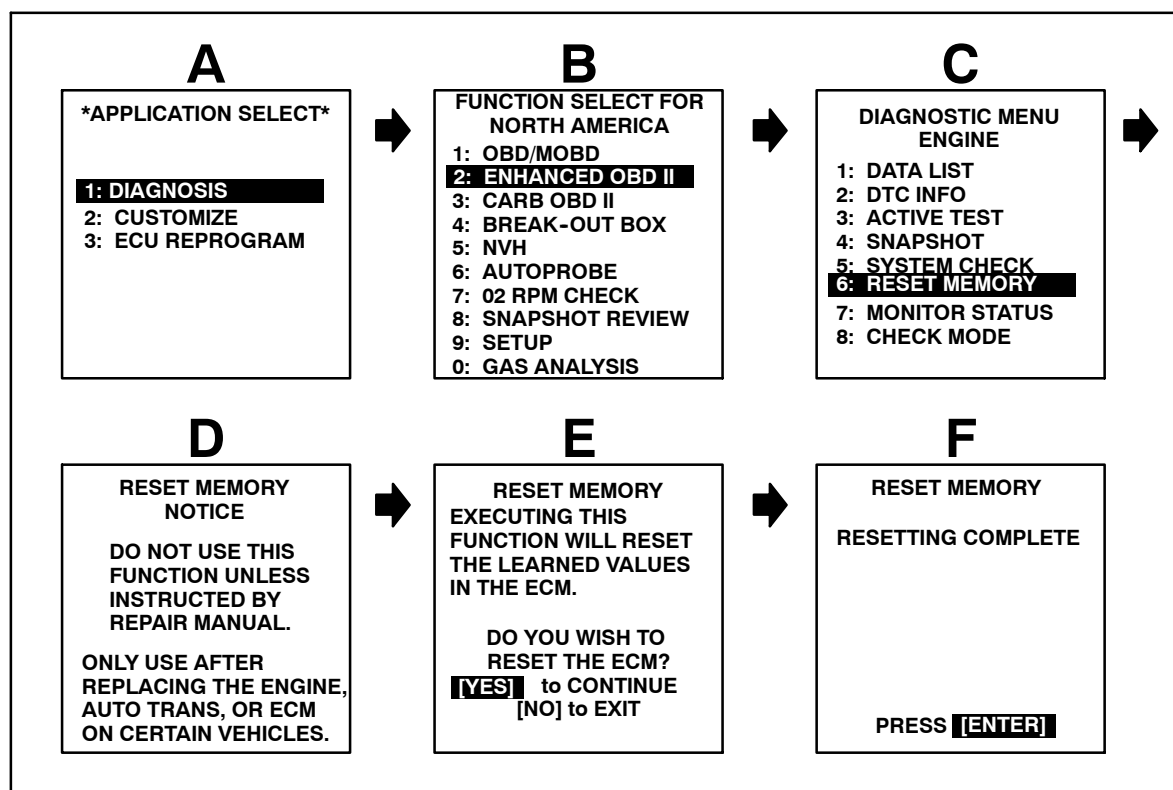 A
*APPLICATION SELECT*
1: DIAGNOSIS
2: CUSTOMIZE
3: ECU REPROGRAM
B
FUNCTION SELECT FOR
NORTH AMERICA
1: OBD/MOBD
2: ENHANCED OBD II
3: CARB OBD II
4: BREAK-OUT BOX
5: NVH
6: AUTOPROBE
7: 02 RPM CHECK
8: SNAPSHOT REVIEW
9: SETUP
0: GAS ANALYSIS
C
DIAGNOSTIC MENU
ENGINE
1: DATA LIST
2: DTC INFO
3: ACTIVE TEST
4: SNAPSHOT
5: SYSTEM CHECK
6: RESET MEMORY
7: MONITOR STATUS
8: CHECK MODE
D
RESET MEMORY
NOTICE
DO NOT USE THIS
FUNCTION UNLESS
INSTRUCTED BY
REPAIR MANUAL.
ONLY USE AFTER
REPLACING THE ENGINE,
AUTO TRANS, OR ECM
ON CERTAIN VEHICLES.
E
RESET MEMORY
EXECUTING THIS
FUNCTION WILL RESET
THE LEARNED VALUES
IN THE ECM.
DO YOU WISH TO
RESET THE ECM?
[YES] to CONTINUE
[NO] to EXIT
F
RESET MEMORY
RESETTING COMPLETE
PRESS [ENTER]